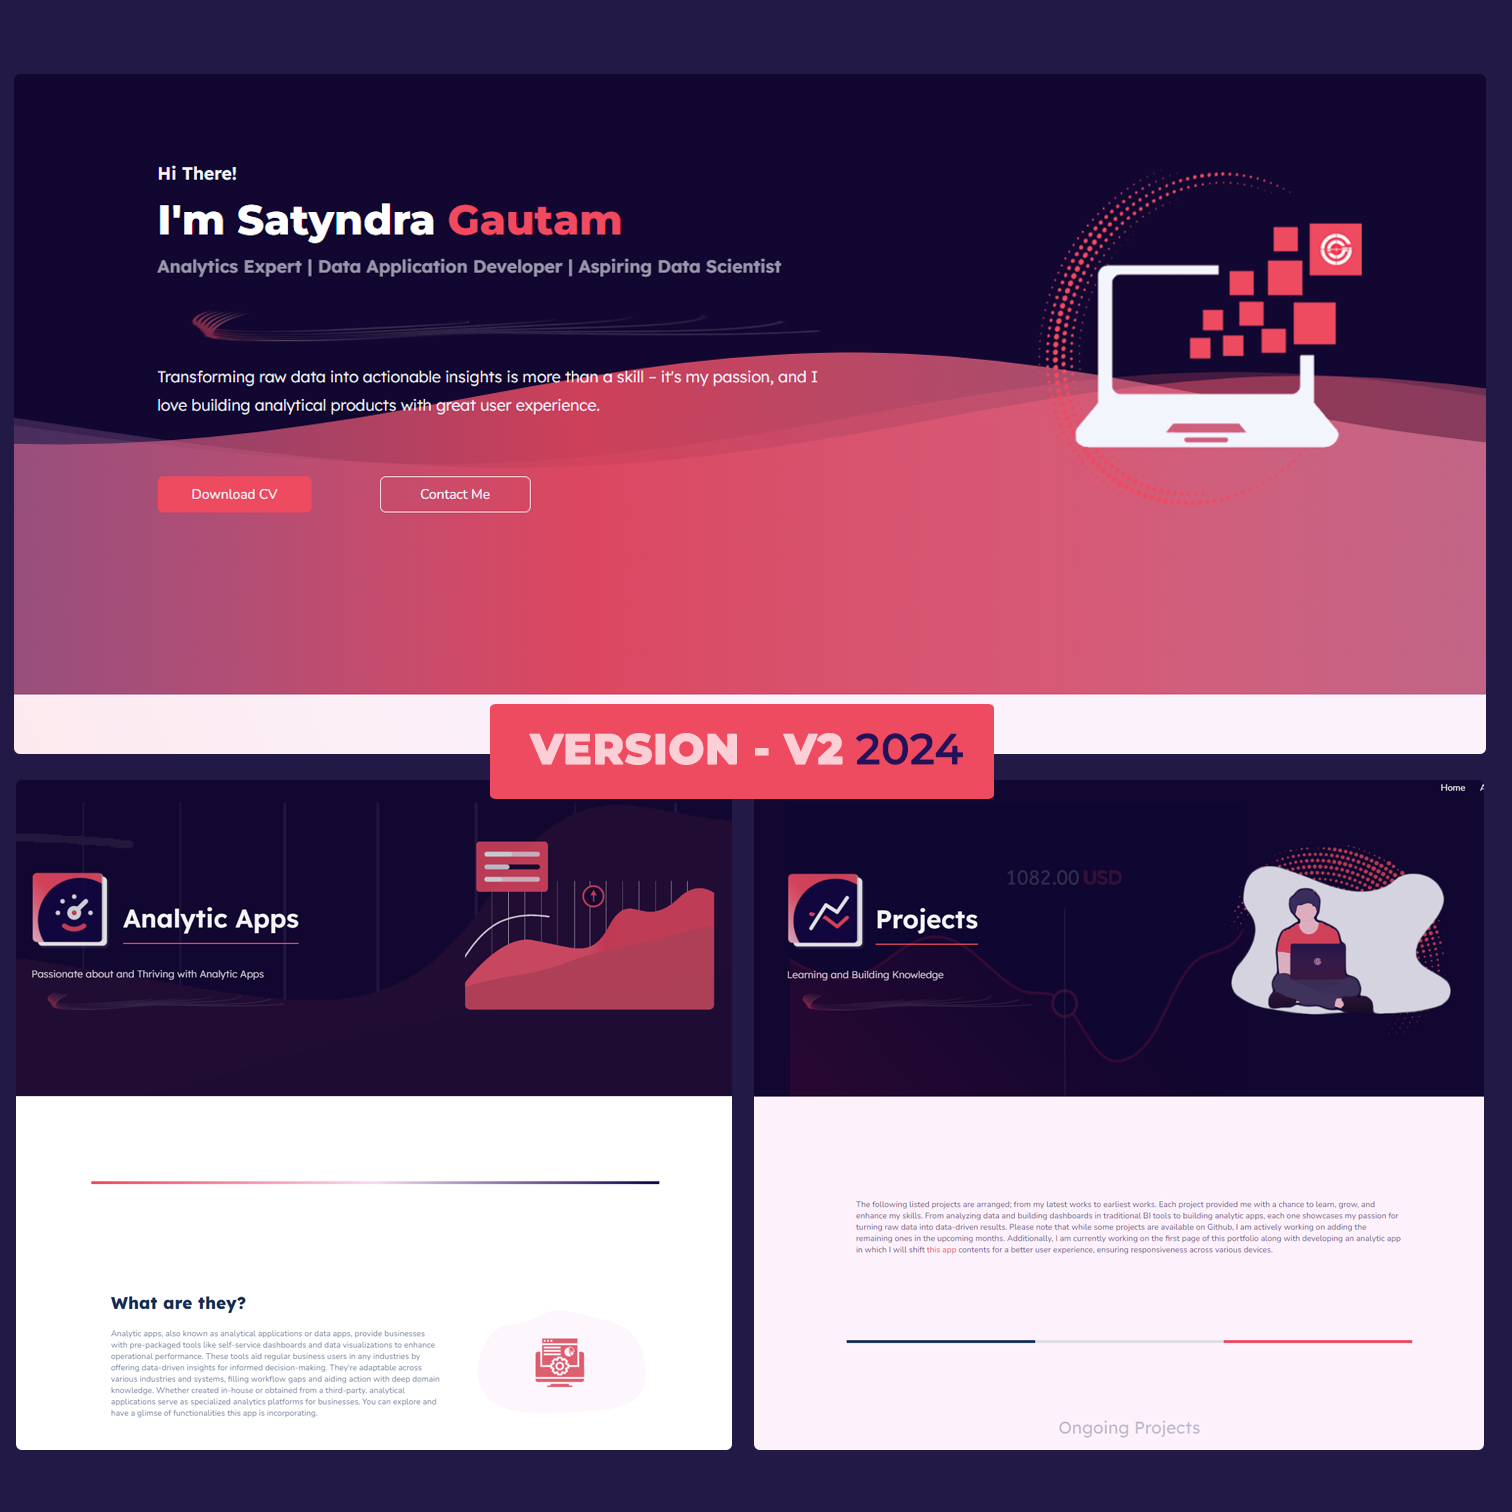 Hi There!
I'm Satyndra Gautam
Analytics Expert | Data Application Developer | Aspiring Data Scientist
Transforming raw data into actionable insights is more than a skill – it's my passion, and I
love building analytical products with great user experience.
Download CV
Contact Me
VERSION - V2 2024
Analytic Apps
Passionate about and Thriving with Analytic Apps
What are they?
Analytic apps, also known as analytical applications or data apps, provide businesses
with pre-packaged tools like self-service dashboards and data visualizations to enhance
operational performance. These tools aid regular business users in any industries by
offering data-driven insights for informed decision-making. They're adaptable across
various industries and systems, filling workflow gaps and aiding action with deep domain
knowledge. Whether created in-house or obtained from a third-party, analytical
applications serve as specialized analytics platforms for businesses. You can explore and
have a glimse of functionalities this app is incorporating.
Home
1082.00 USD
Projects
Learning and Building Knowledge
The following listed projects are arranged; from my latest works to earliest works. Each project provided me with a chance to learn, grow, and
enhance my skills. From analyzing data and building dashboards in traditional BI tools to building analytic apps, each one showcases my passion for
turning raw data into data-driven results. Please note that while some projects are available on Github, I am actively working on adding the
remaining ones in the upcoming months. Additionally, I am currently working on the first page of this portfolio along with developing an analytic app
in which I will shift this app contents for a better user experience, ensuring responsiveness across various devices.
Ongoing Projects